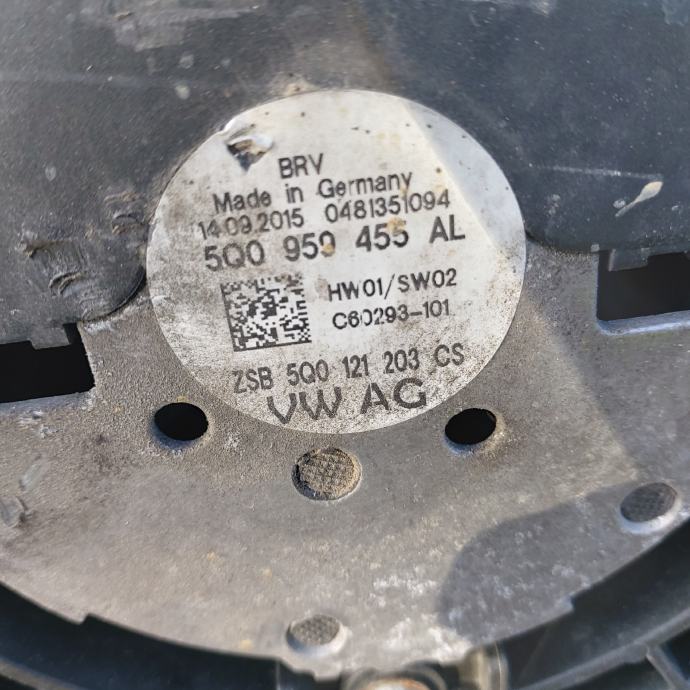 BRV
Made in Germany
14.09.2015 0481351094
5Q0 959 455 AL
HW01/SW02
C60293-101
ZSB 5Q0 121 203 CS
VW AG